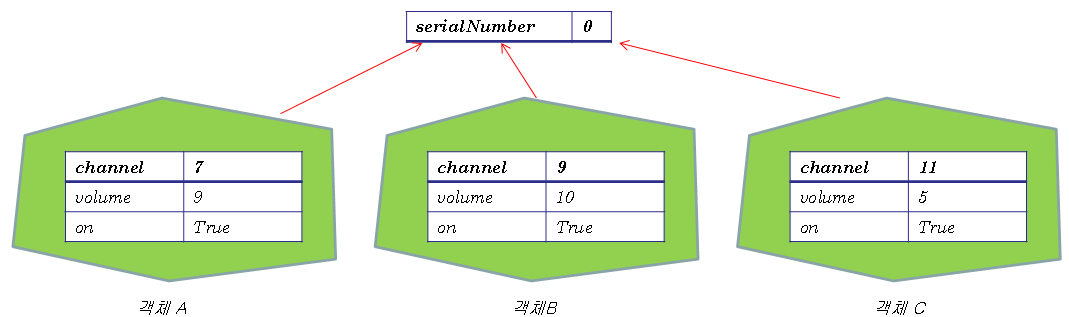 serialNumber 0
channel 7
volume 9
on True
channel 9
volume 10
on True
channel 11
volume 5
on True
객체 A
객체B
객체 C